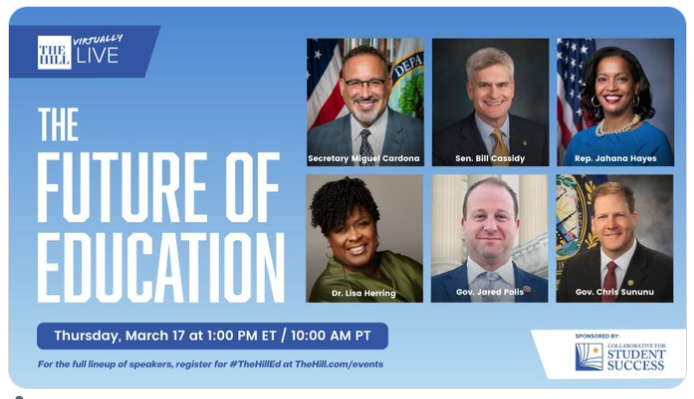 THE HILL
VIRTUALLY
LIVE
THE
FUTURE OF
EDUCATION
Secretary Miguel Cardona
Sen. Bill Cassidy
Rep. Jahana Hayes
Dr. Lisa Herring
Gov. Jared Polis
Gov. Chris Sununu
Thursday, March 17 at 1:00 PM ET / 10:00 AM PT
For the full lineup of speakers, register for #TheHillEd at TheHill.com/events
SPONSORED BY:
COLLABORATIVE FOR
STUDENT
SUCCESS